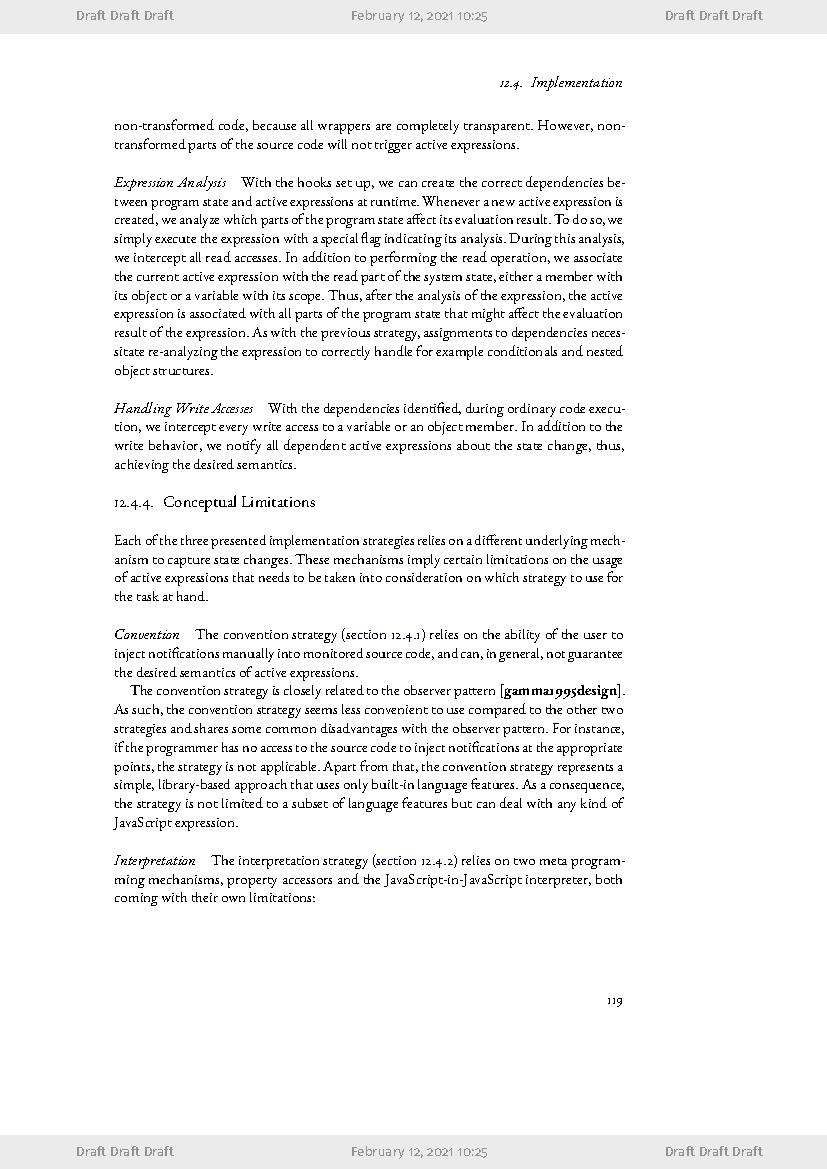 Draft Draft Draft February 12, 2021 10:25 Draft Draft Draft
12.4. Implementation
non-transformed code, because all wrappers are completely transparent. However, non-
transformed parts of the source code will not trigger active expressions.
Expression Analysis With the hooks set up, we can create the correct dependencies be-
tween program state and active expressions at runtime. Whenever a new active expression is
created, we analyze which parts of the program state affect its evaluation result. To do so, we
simply execute the expression with a special flag indicating its analysis. During this analysis,
we intercept all read accesses. In addition to performing the read operation, we associate
the current active expression with the read part of the system state, either a member with
its object or a variable with its scope. Thus, after the analysis of the expression, the active
expression is associated with all parts of the program state that might affect the evaluation
result of the expression. As with the previous strategy, assignments to dependencies neces-
sitate re-analyzing the expression to correctly handle for example conditionals and nested
object structures.
Handling Write Accesses With the dependencies identified, during ordinary code execu-
tion, we intercept every write access to a variable or an object member. In addition to the
write behavior, we notify all dependent active expressions about the state change, thus,
achieving the desired semantics.
12.4.4. Conceptual Limitations
Each of the three presented implementation strategies relies on a different underlying mech-
anism to capture state changes. These mechanisms imply certain limitations on the usage
of active expressions that needs to be taken into consideration on which strategy to use for
the task at hand.
Convention The convention strategy (section 12.4.1) relies on the ability of the user to
inject notifications manually into monitored source code, and can, in general, not guarantee
the desired semantics of active expressions.
The convention strategy is closely related to the observer pattern [gamma1995design].
As such, the convention strategy seems less convenient to use compared to the other two
strategies and shares some common disadvantages with the observer pattern. For instance,
if the programmer has no access to the source code to inject notifications at the appropriate
points, the strategy is not applicable. Apart from that, the convention strategy represents a
simple, library-based approach that uses only built-in language features. As a consequence,
the strategy is not limited to a subset of language features but can deal with any kind of
JavaScript expression.
Interpretation The interpretation strategy (section 12.4.2) relies on two meta program-
ming mechanisms, property accessors and the JavaScript-in-JavaScript interpreter, both
coming with their own limitations:
119
Draft Draft Draft February 12, 2021 10:25 Draft Draft Draft